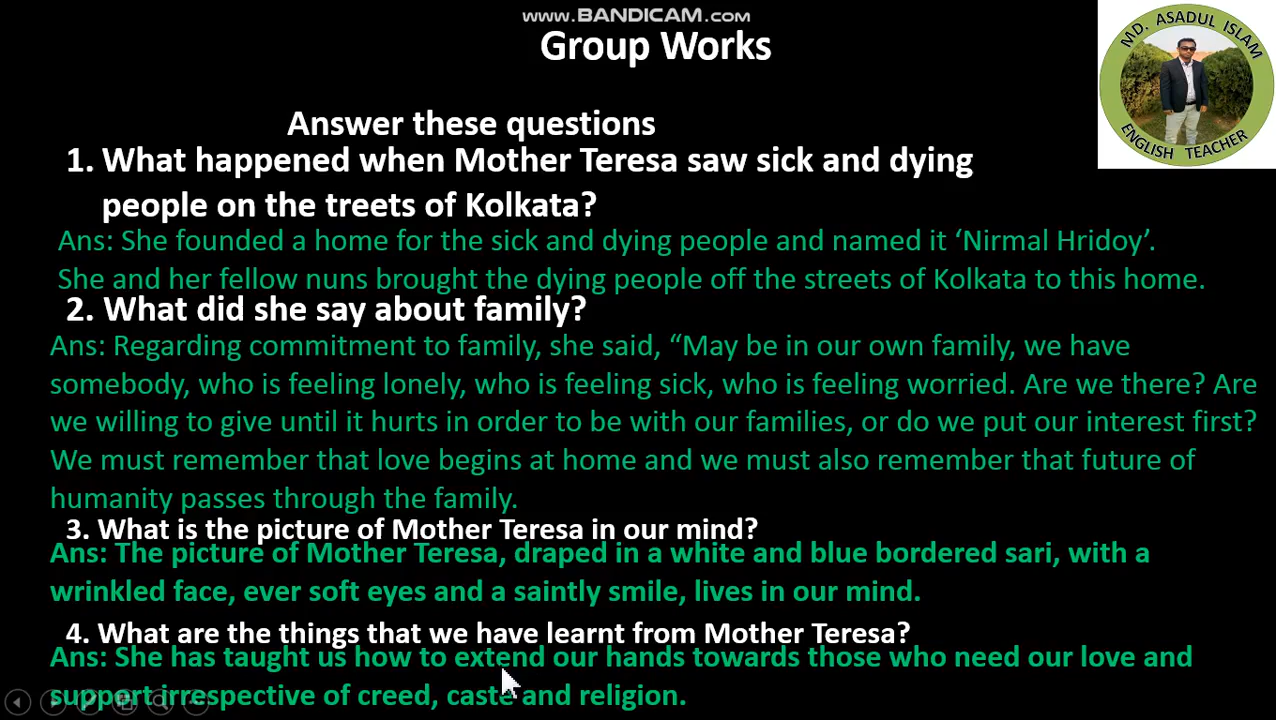 www.BANDICAM.com
Group Works
MD. ASADUL ISLAM
ENGLISH TEACHER
Answer these questions
1. What happened when Mother Teresa saw sick and dying
people on the treets of Kolkata?
Ans: She founded a home for the sick and dying people and named it ‘Nirmal Hridoy’.
She and her fellow nuns brought the dying people off the streets of Kolkata to this home.
2. What did she say about family?
Ans: Regarding commitment to family, she said, “May be in our own family, we have
somebody, who is feeling lonely, who is feeling sick, who is feeling worried. Are we there? Are
we willing to give until it hurts in order to be with our families, or do we put our interest first?
We must remember that love begins at home and we must also remember that future of
humanity passes through the family.
3. What is the picture of Mother Teresa in our mind?
Ans: The picture of Mother Teresa, draped in a white and blue bordered sari, with a
wrinkled face, ever soft eyes and a saintly smile, lives in our mind.
4. What are the things that we have learnt from Mother Teresa?
Ans: She has taught us how to extend our hands towards those who need our love and
support irrespective of creed, caste and religion.